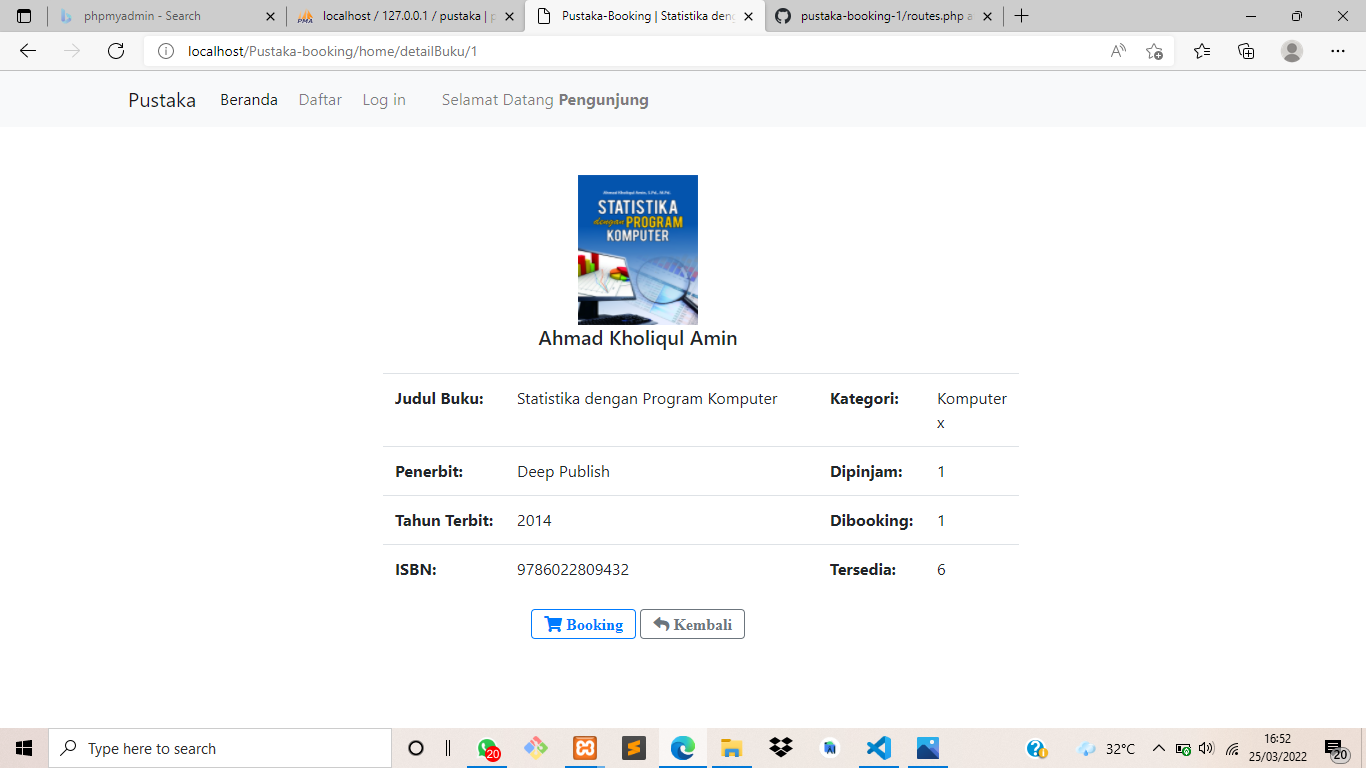 phpmyadmin - Search
localhost / 127.0.0.1 / pustaka | p
Pustaka-Booking | Statistika deng
pustaka-booking-1/routes.php a
localhost/Pustaka-booking/home/detailBuku/1
Pustaka Beranda Daftar Log in Selamat Datang Pengunjung
Ahmad Kholiqul Amin, S.Pd., M.Pd.
STATISTIKA
dengan PROGRAM
KOMPUTER
Ahmad Kholiqul Amin
Judul Buku: Statistika dengan Program Komputer Kategori: Komputer
x
Penerbit: Deep Publish Dipinjam: 1
Tahun Terbit: 2014 Dibooking: 1
ISBN: 9786022809432 Tersedia: 6
Booking Kembali
Type here to search
20
32°C
16:52
25/03/2022
20